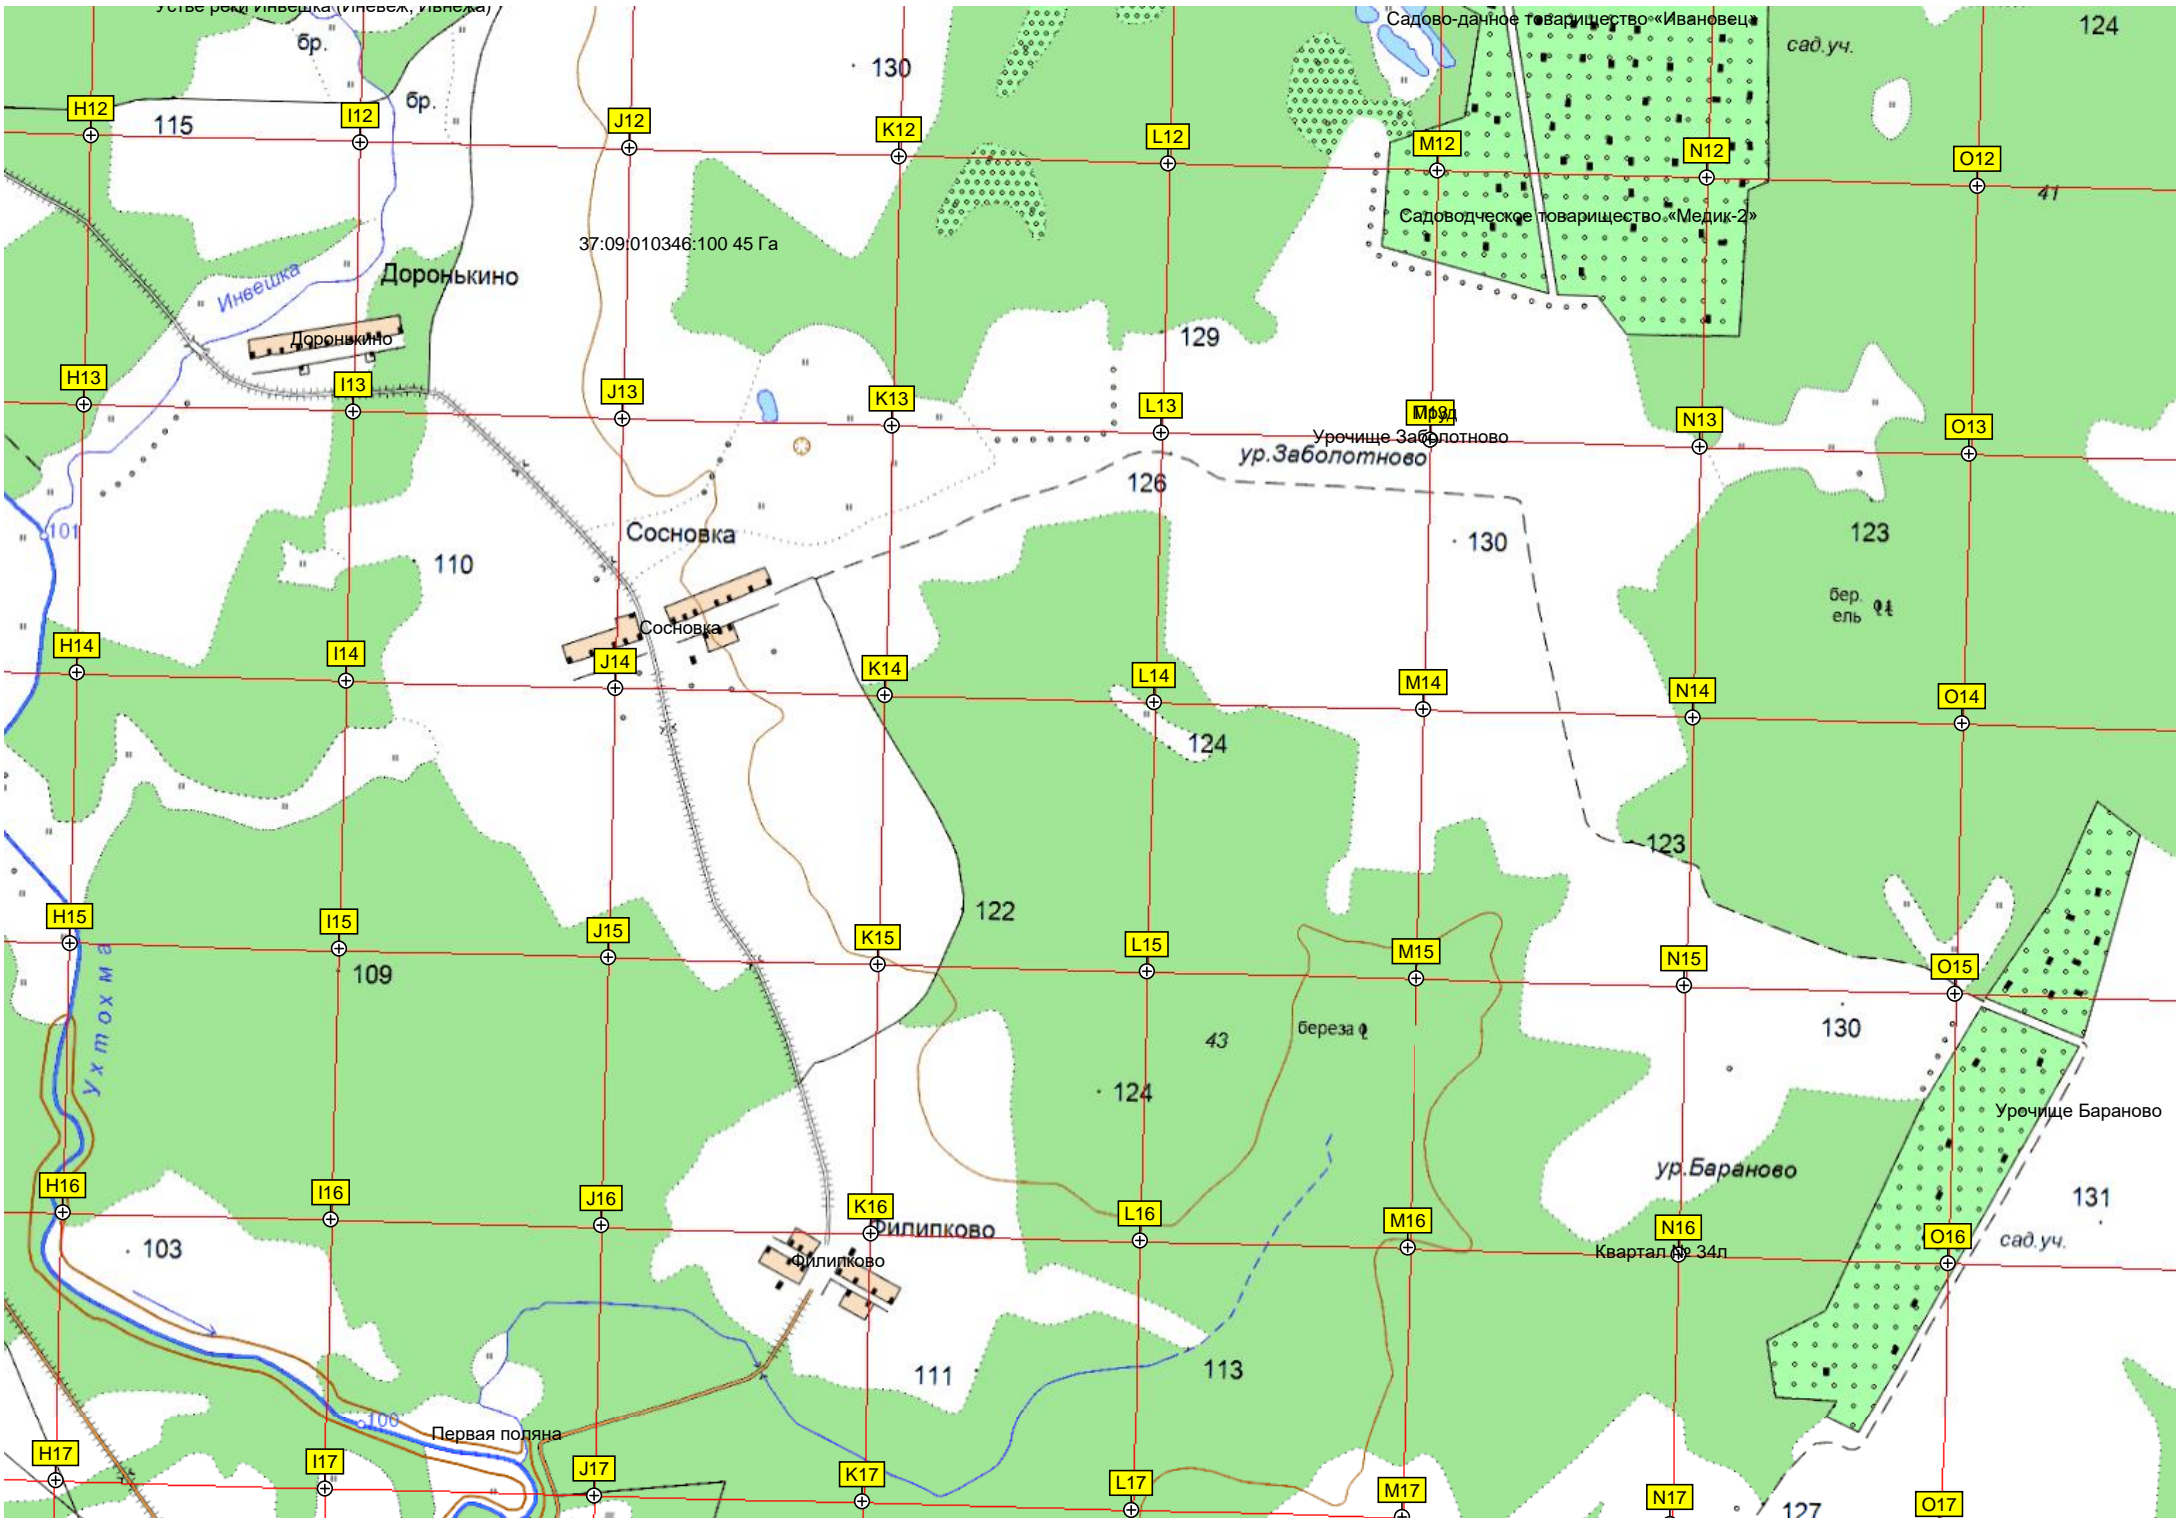 Устье реки Инвешка (Иневеж, Ивнежа)
Садово-дачное товарищество «Ивановец»
124
бр.
сад.уч.
130
бр.
H12
115
I12
J12
K12
L12
M12
N12
O12
41
Садоводческое товарищество «Медик-2»
37:09:010346:100 45 Га
Доронькино
Инвешка
Доронькино
129
H13
I13
J13
K13
L13
M13
Пруд
N13
O13
Урочище Заболотново
ур.Заболотново
126
101
Сосновка
130
123
110
бер.
ель
Сосновка
H14
I14
J14
K14
L14
M14
N14
O14
124
123
122
H15
I15
J15
K15
L15
M15
N15
O15
Ухтохма
109
43
береза
130
124
Урочище Бараново
ур.Бараново
H16
I16
J16
K16
L16
M16
N16
O16
131
Филипково
сад.уч.
103
Филипково
Квартал № 34л
111
113
100
Первая поляна
H17
I17
J17
K17
L17
M17
N17
O17
127